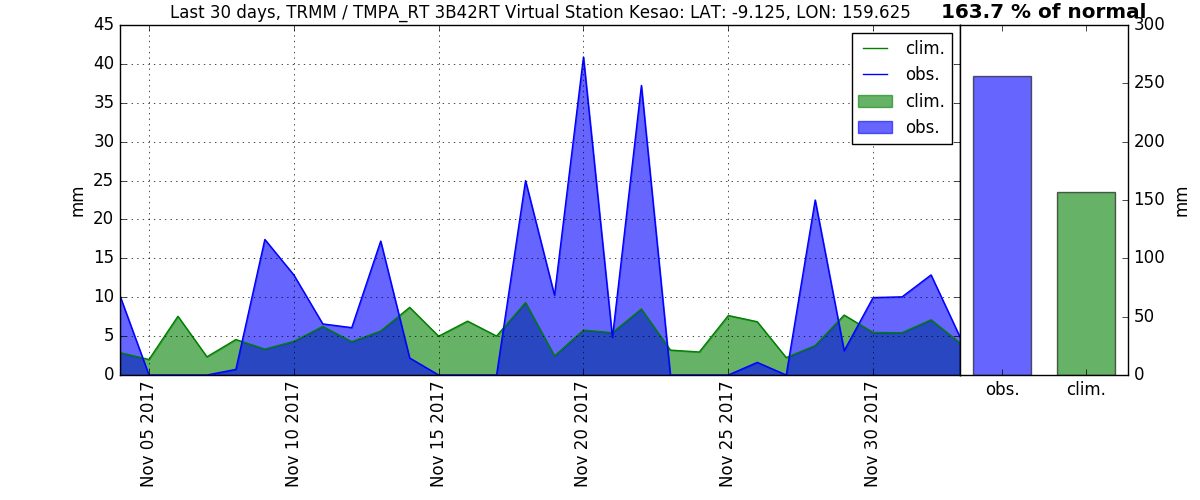 Last 30 days, TRMM / TMPA_RT 3B42RT Virtual Station Kesao: LAT: -9.125, LON: 159.625
163.7 % of normal
45
40
35
30
25
20
15
10
5
0
mm
clim.
obs.
clim.
obs.
Nov 05 2017
Nov 10 2017
Nov 15 2017
Nov 20 2017
Nov 25 2017
Nov 30 2017
300
250
200
150
100
50
0
mm
obs.
clim.